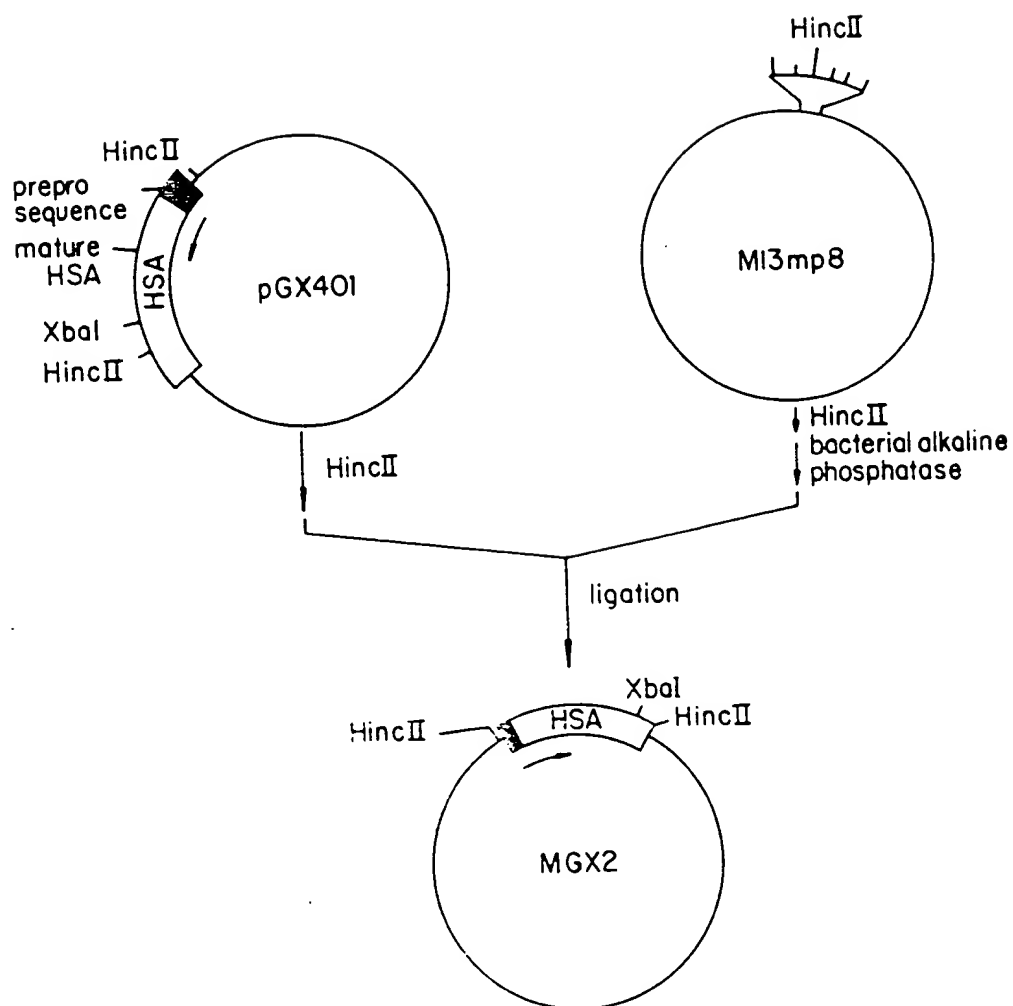 HincII
HincII
prepro
sequence
mature
HSA
HSA
XbaI
HincII
pGX401
M13mp8
HincII
HincII
bacterial alkaline
phosphatase
ligation
XbaI
HincII
HSA
HincII
MGX2